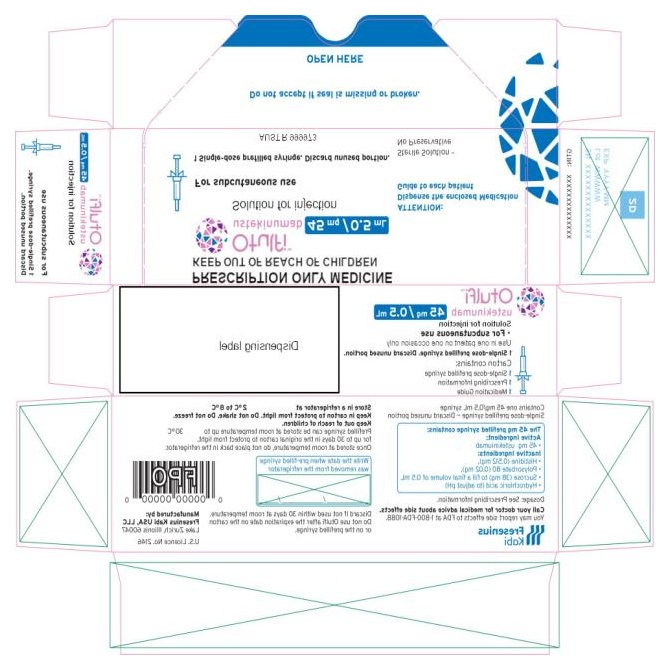 OPEN HERE
Do not accept if seal is missing or broken.
AUST R 999973
1 Single-dose prefilled syringe. Discard unused portion.
For subcutaneous use
Solution for injection
45 mg / 0.5 mL
ustekinumab
Otulfi™
KEEP OUT OF REACH OF CHILDREN
PRESCRIPTION ONLY MEDICINE
No Preservative
Sterile Solution -
Guide to each patient
Dispense the enclosed Medication
ATTENTION:
Discard unused portion.
1 Single-dose prefilled syringe.
For subcutaneous use
Solution for injection
45 mg / 0.5 mL
ustekinumab
Otulfi
2D
Otulfi
ustekinumab
45 mg / 0.5 mL
Solution for injection
• For subcutaneous use
Use in one patient on one occasion only
1 Single-dose prefilled syringe. Discard unused portion.
Carton contains:
1 Single-dose prefilled syringe
1 Prescribing Information
1 Medication Guide
Dispensing label
Contains one 45 mg/0.5 mL syringe
Single-dose prefilled syringe – Discard unused portion
The 45 mg prefilled syringe contains:
Active Ingredient:
• 45 mg ustekinumab
Inactive Ingredients:
• Histidine (0.512 mg),
• Polysorbate 80 (0.02 mg),
• Sucrose (38 mg) to fill a final volume of 0.5 mL
• Hydrochloric acid (to adjust pH)
Dosage: See Prescribing Information.
Call your doctor for medical advice about side effects.
You may report side effects to FDA at 1-800-FDA-1088.
Fresenius
Kabi
Store in a refrigerator at 2°C to 8°C
Keep in carton to protect from light. Do not shake. Do not freeze.
Keep out of reach of children.
Prefilled syringe can be stored at room temperature up to 30°C
for up to 30 days in the original carton to protect from light.
Once stored at room temperature, do not place back in the refrigerator.
Write the date when pre-filled syringe
was removed from the refrigerator
Discard if not used within 30 days at room temperature.
Do not use Otulfi after the expiration date on the carton
or on the prefilled syringe.
FPO
Manufactured by:
Fresenius Kabi USA, LLC
Lake Zurich, Illinois 60047
U.S. Licence No. 2146